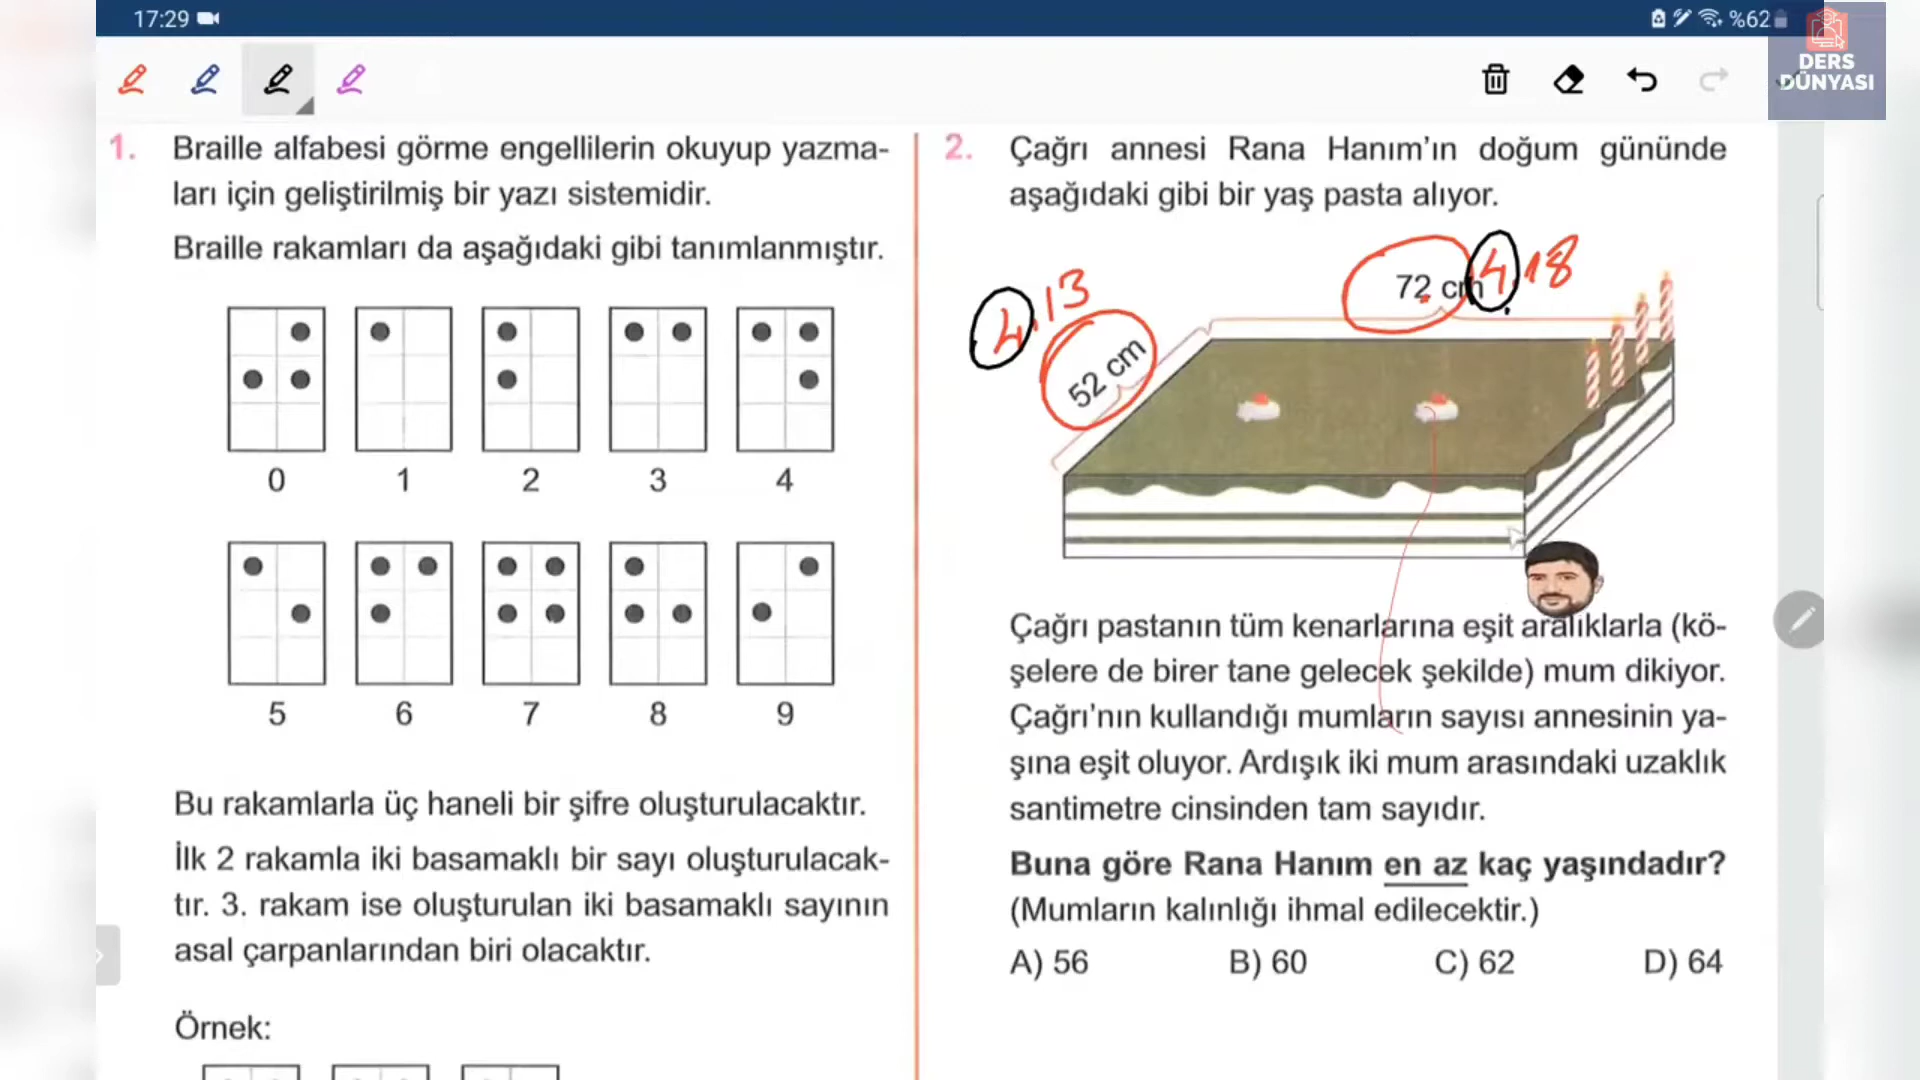 17:29
%62
DERS
DÜNYASI
1. Braille alfabesi görme engellilerin okuyup yazma-
ları için geliştirilmiş bir yazı sistemidir.
Braille rakamları da aşağıdaki gibi tanımlanmıştır.
0 1 2 3 4
5 6 7 8 9
Bu rakamlarla üç haneli bir şifre oluşturulacaktır.
İlk 2 rakamla iki basamaklı bir sayı oluşturulacak-
tır. 3. rakam ise oluşturulan iki basamaklı sayının
asal çarpanlarından biri olacaktır.
Örnek:
2. Çağrı annesi Rana Hanım’ın doğum gününde
aşağıdaki gibi bir yaş pasta alıyor.
72 cm 4.18
4.13
52 cm
Çağrı pastanın tüm kenarlarına eşit aralıklarla (kö-
şelere de birer tane gelecek şekilde) mum dikiyor.
Çağrı’nın kullandığı mumların sayısı annesinin ya-
şına eşit oluyor. Ardışık iki mum arasındaki uzaklık
santimetre cinsinden tam sayıdır.
Buna göre Rana Hanım en az kaç yaşındadır?
(Mumların kalınlığı ihmal edilecektir.)
A) 56 B) 60 C) 62 D) 64